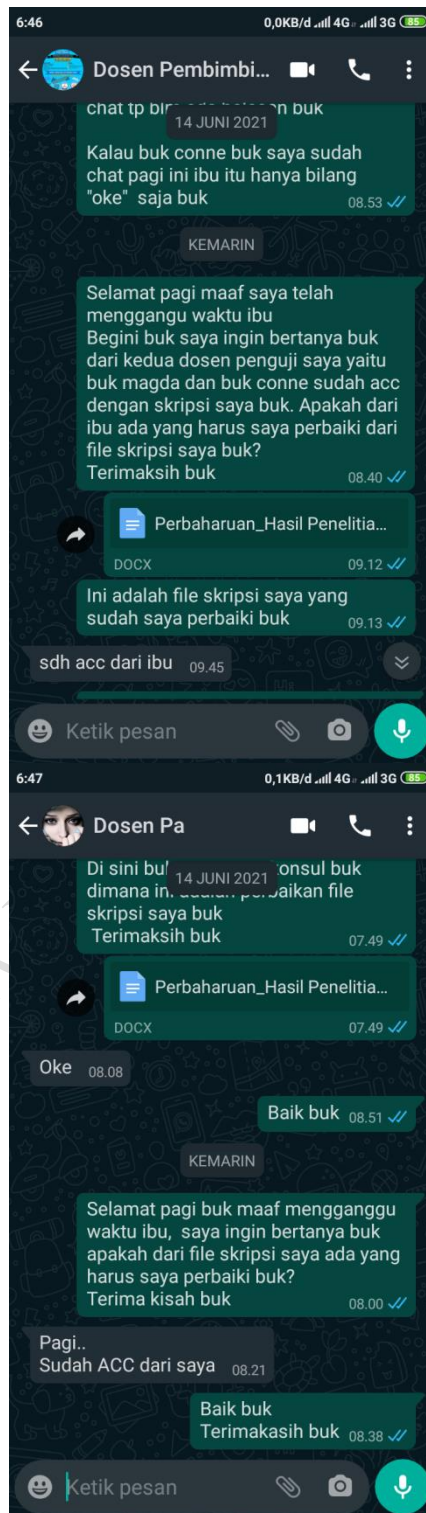 6:46 0,0KB/d 4G 3G 85
Dosen Pembimbi...
chat tp buk
14 JUNI 2021
Kalau buk conne buk saya sudah
chat pagi ini ibu itu hanya bilang
"oke" saja buk 08.53
KEMARIN
Selamat pagi maaf saya telah
menggangu waktu ibu
Begini buk saya ingin bertanya buk
dari kedua dosen penguji saya yaitu
buk magda dan buk conne sudah acc
dengan skripsi saya buk. Apakah dari
ibu ada yang harus saya perbaiki dari
file skripsi saya buk?
Terimaksih buk 08.40
Perbaharuan_Hasil Penelitia...
DOCX 09.12
Ini adalah file skripsi saya yang
sudah saya perbaiki buk 09.13
sdh acc dari ibu 09.45
Ketik pesan
6:47 0,1KB/d 4G 3G 85
Dosen Pa
Di sini konsul buk
14 JUNI 2021
dimana perbaikan file
skripsi saya buk
Terimaksih buk 07.49
Perbaharuan_Hasil Penelitia...
DOCX 07.49
Oke 08.08
Baik buk 08.51
KEMARIN
Selamat pagi buk maaf mengganggu
waktu ibu, saya ingin bertanya buk
apakah dari file skripsi saya ada yang
harus saya perbaiki buk?
Terima kisah buk 08.00
Pagi..
Sudah ACC dari saya 08.21
Baik buk
Terimakasih buk 08.38
Ketik pesan